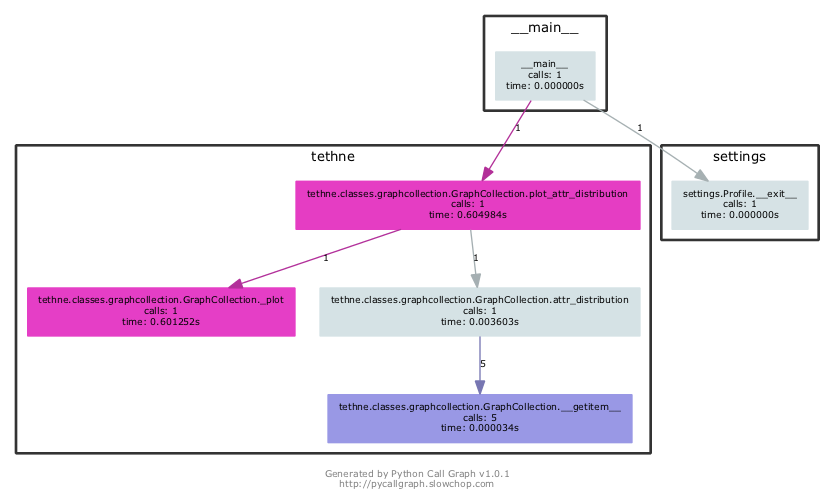 __main__
__main__
calls: 1
time: 0.000000s
1
1
tethne
settings
tethne.classes.graphcollection.GraphCollection.plot_attr_distribution
calls: 1
time: 0.604984s
settings.Profile.__exit__
calls: 1
time: 0.000000s
1
1
tethne.classes.graphcollection.GraphCollection._plot
calls: 1
time: 0.601252s
tethne.classes.graphcollection.GraphCollection.attr_distribution
calls: 1
time: 0.003603s
5
tethne.classes.graphcollection.GraphCollection.__getitem__
calls: 5
time: 0.000034s
Generated by Python Call Graph v1.0.1
http://pycallgraph.slowchop.com